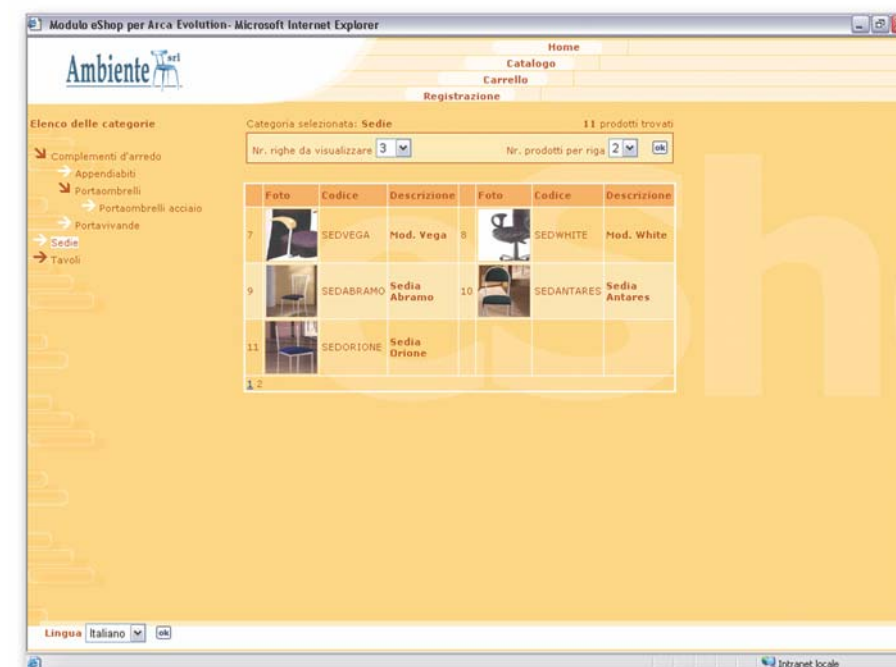 Modulo eShop per Arca Evolution- Microsoft Internet Explorer
Ambiente srl
Home
Catalogo
Carrello
Registrazione
Elenco delle categorie
Complementi d'arredo
Appendiabiti
Portaombrelli
Portaombrelli acciaio
Portavivande
Sedie
Tavoli
Categoria selezionata: Sedie 11 prodotti trovati
Nr. righe da visualizzare 3 Nr. prodotti per riga 2 ok
Foto Codice Descrizione Foto Codice Descrizione
7 SEDVEGA Mod. Vega 8 SEDWHITE Mod. White
9 SEDABRAMO Sedia Abramo 10 SEDANTARES Sedia Antares
11 SEDORIONE Sedia Orione
1 2
eSh
Lingua Italiano ok
Intranet locale